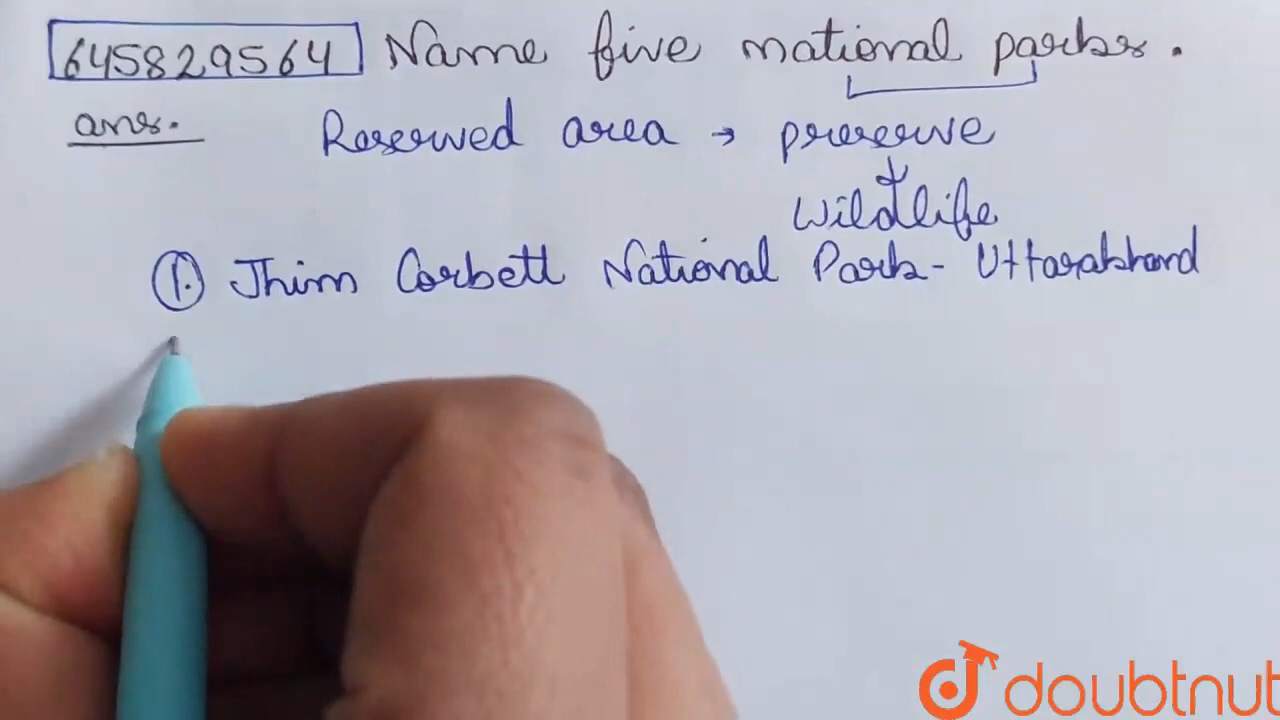 645829564 Name five national parks.
ans. Reserved area → preserve
wildlife
1. Jhim Corbett National Park - Uttarakhand
doubtnut